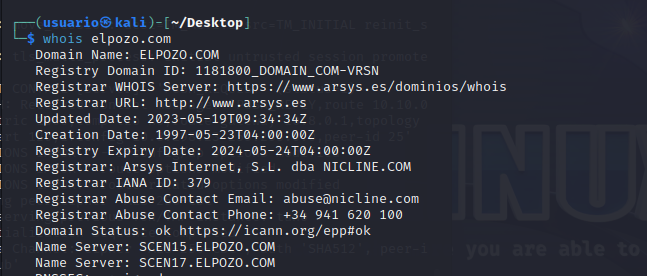 ┌──(usuario㉿kali)-[~/Desktop]
└─$ whois elpozo.com
Domain Name: ELPOZO.COM
Registry Domain ID: 1181800_DOMAIN_COM-VRSN
Registrar WHOIS Server: https://www.arsys.es/dominios/whois
Registrar URL: http://www.arsys.es
Updated Date: 2023-05-19T09:34:34Z
Creation Date: 1997-05-23T04:00:00Z
Registry Expiry Date: 2024-05-24T04:00:00Z
Registrar: Arsys Internet, S.L. dba NICLINE.COM
Registrar IANA ID: 379
Registrar Abuse Contact Email: abuse@nicline.com
Registrar Abuse Contact Phone: +34 941 620 100
Domain Status: ok https://icann.org/epp#ok
Name Server: SCEN15.ELPOZO.COM
Name Server: SCEN17.ELPOZO.COM
you are able to